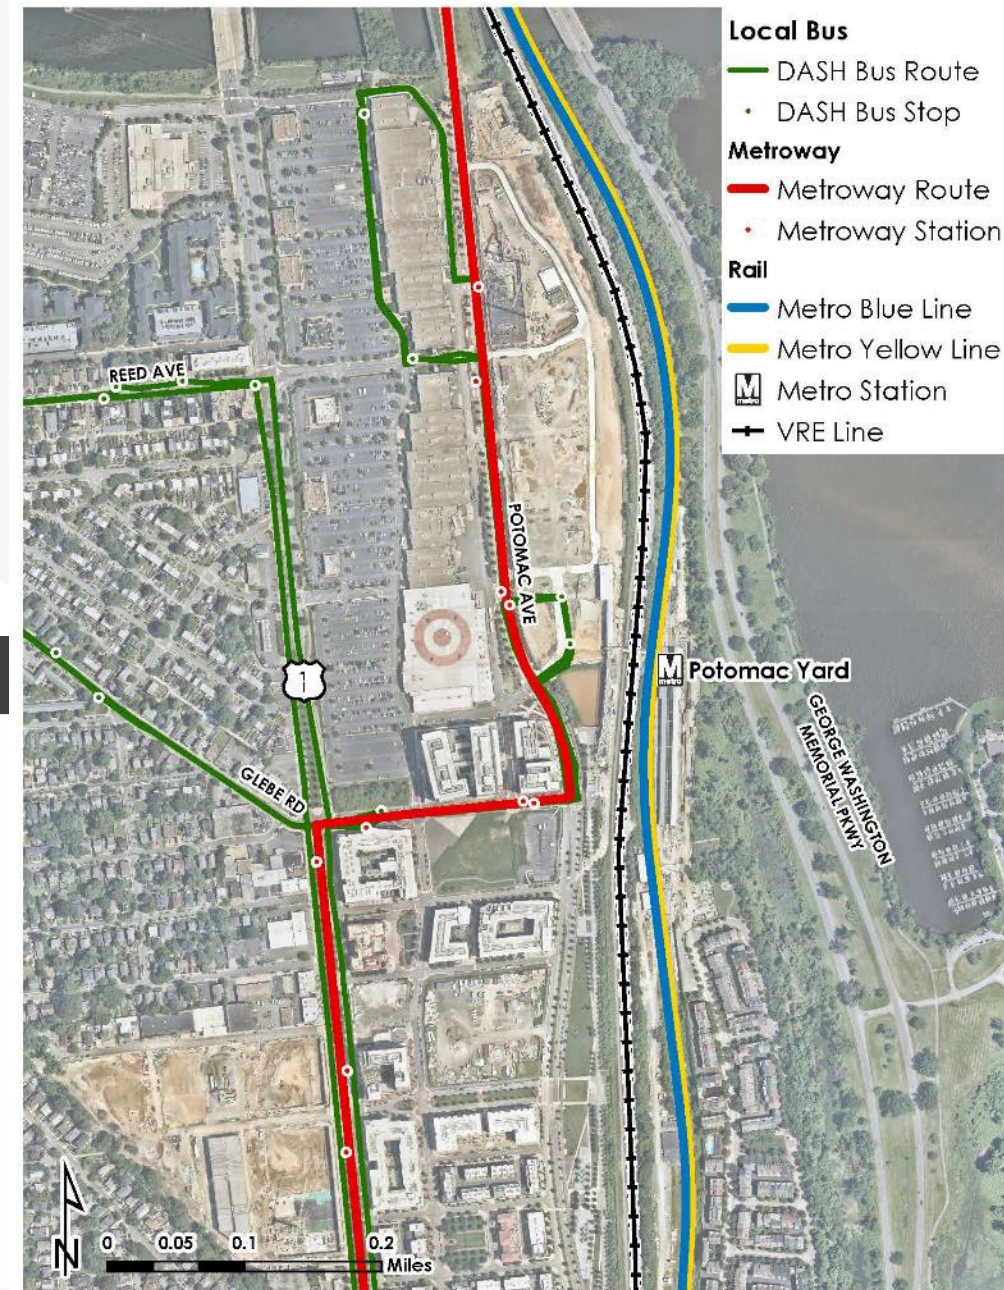 Local Bus
DASH Bus Route
DASH Bus Stop
Metroway
Metroway Route
Metroway Station
Rail
Metro Blue Line
Metro Yellow Line
M
metro
Metro Station
VRE Line
REED AVE
POTOMAC AVE
1
M
metro
Potomac Yard
GEORGE WASHINGTON
MEMORIAL PKWY
GLEBE RD
N
0 0.05 0.1 0.2
Miles